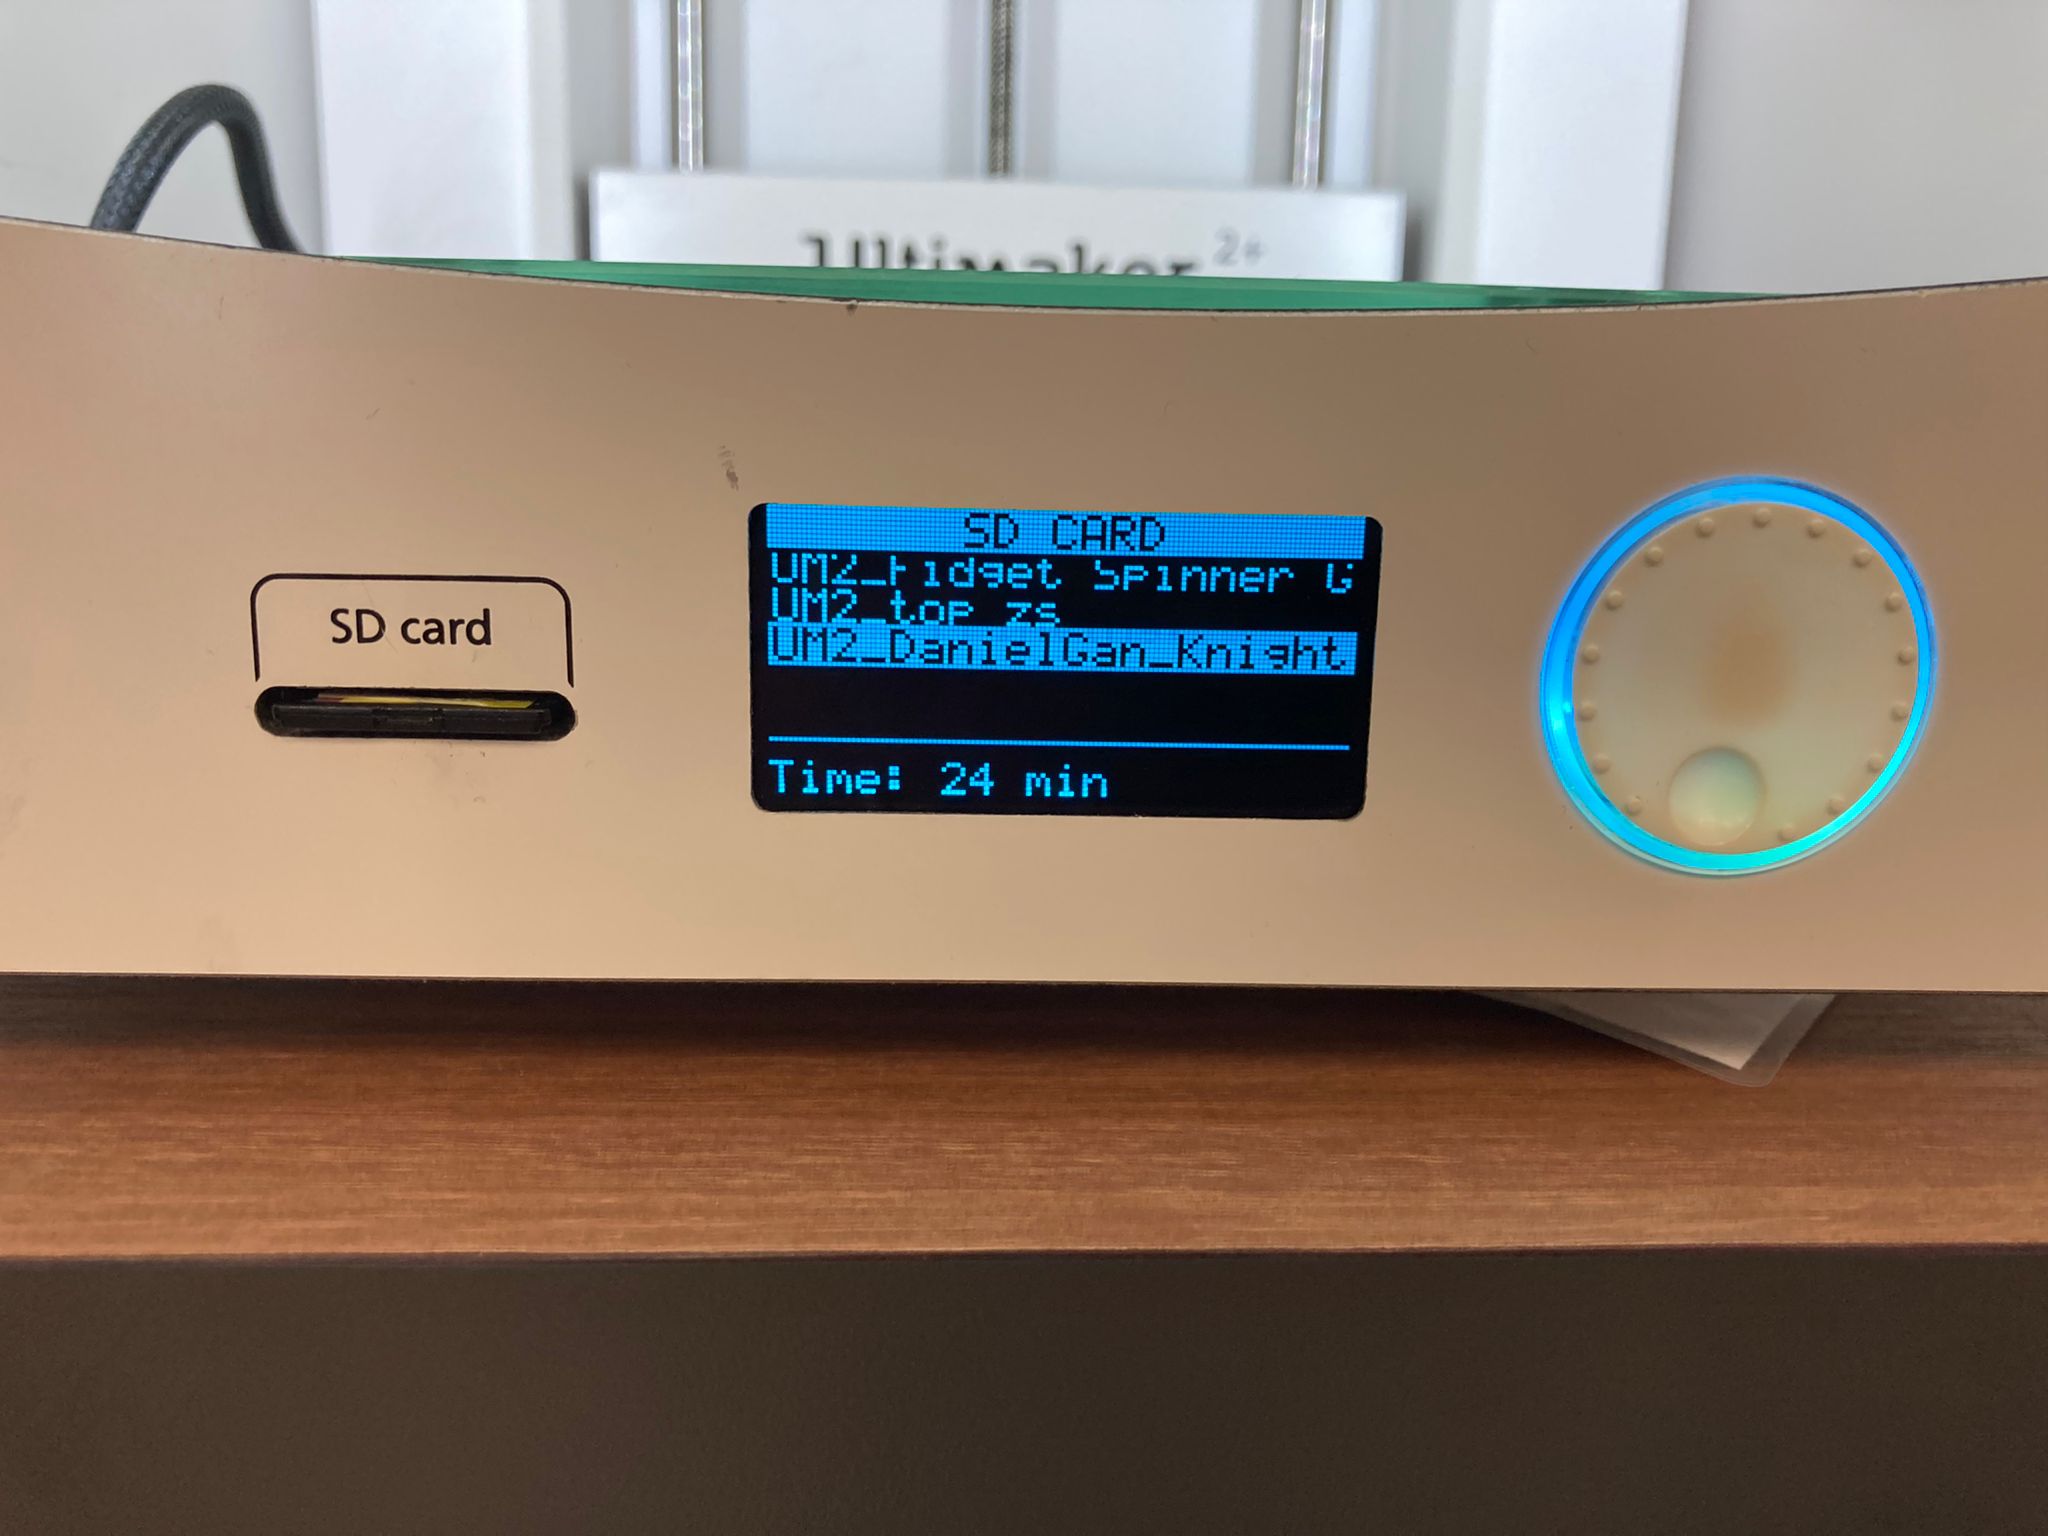 Ultimaker 2+
SD card
SD CARD
UM2_Fidget Spinner G
UM2_top zs
UM2_DanielGan_Knight
Time: 24 min